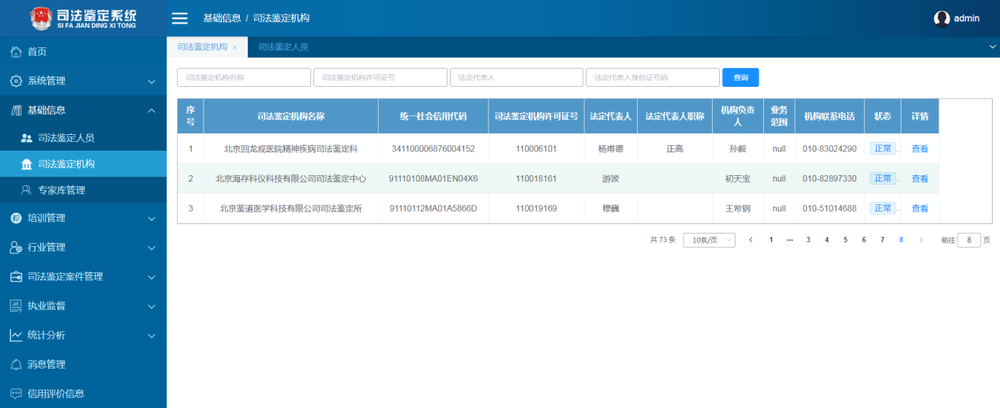 司法鉴定系统
SI FA JIAN DING XI TONG
基础信息 / 司法鉴定机构
admin
首页
系统管理
基础信息
司法鉴定人员
司法鉴定机构
专家库管理
培训管理
行业管理
司法鉴定案件管理
执业监督
统计分析
消息管理
信用评价信息
司法鉴定机构 ×
司法鉴定人员
司法鉴定机构名称
司法鉴定机构许可证号
法定代表人
法定代表人身份证号码
查询
序号 司法鉴定机构名称 统一社会信用代码 司法鉴定机构许可证号 法定代表人 法定代表人职称 机构负责人 业务范围 机构联系电话 状态 详情
1 北京回龙观医院精神疾病司法鉴定科 341100006876004152 110006101 杨甫德 正高 孙毅 null 010-83024290 正常 .. 查看
2 北京海存科仪科技有限公司司法鉴定中心 91110108MA01EN04X6 110018161 游波 初天宝 null 010-82897330 正常 .. 查看
3 北京鉴道医学科技有限公司司法鉴定所 91110112MA01A5866D 110019169 穆巍 王希钢 null 010-51014688 正常 .. 查看
共 73 条 10条/页 < 1 ··· 3 4 5 6 7 8 > 前往 8 页